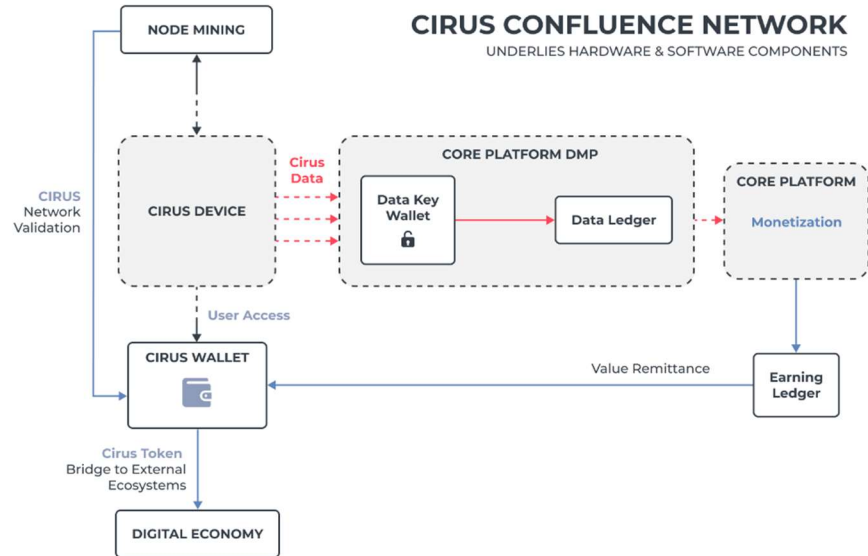 CIRUS CONFLUENCE NETWORK
UNDERLIES HARDWARE & SOFTWARE COMPONENTS
NODE MINING
CIRUS
Network
Validation
CIRUS DEVICE
Cirus
Data
CORE PLATFORM DMP
Data Key
Wallet
Data Ledger
CORE PLATFORM
Monetization
User Access
CIRUS WALLET
Value Remittance
Earning
Ledger
Cirus Token
Bridge to External
Ecosystems
DIGITAL ECONOMY